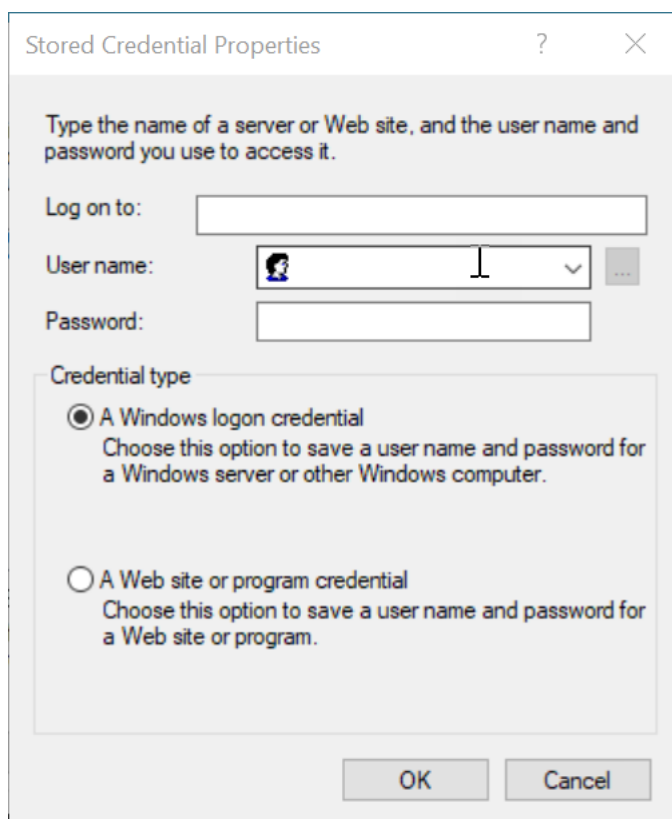 Stored Credential Properties
Type the name of a server or Web site, and the user name and
password you use to access it.
Log on to:
User name:
...
Password:
Credential type
A Windows logon credential
Choose this option to save a user name and password for
a Windows server or other Windows computer.
A Web site or program credential
Choose this option to save a user name and password for
a Web site or program.
OK
Cancel